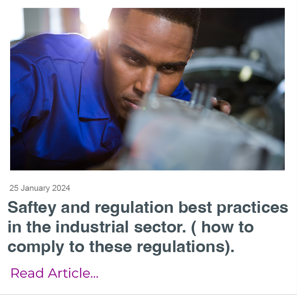 25 January 2024
Saftey and regulation best practices
in the industrial sector. ( how to
comply to these regulations).
Read Article...